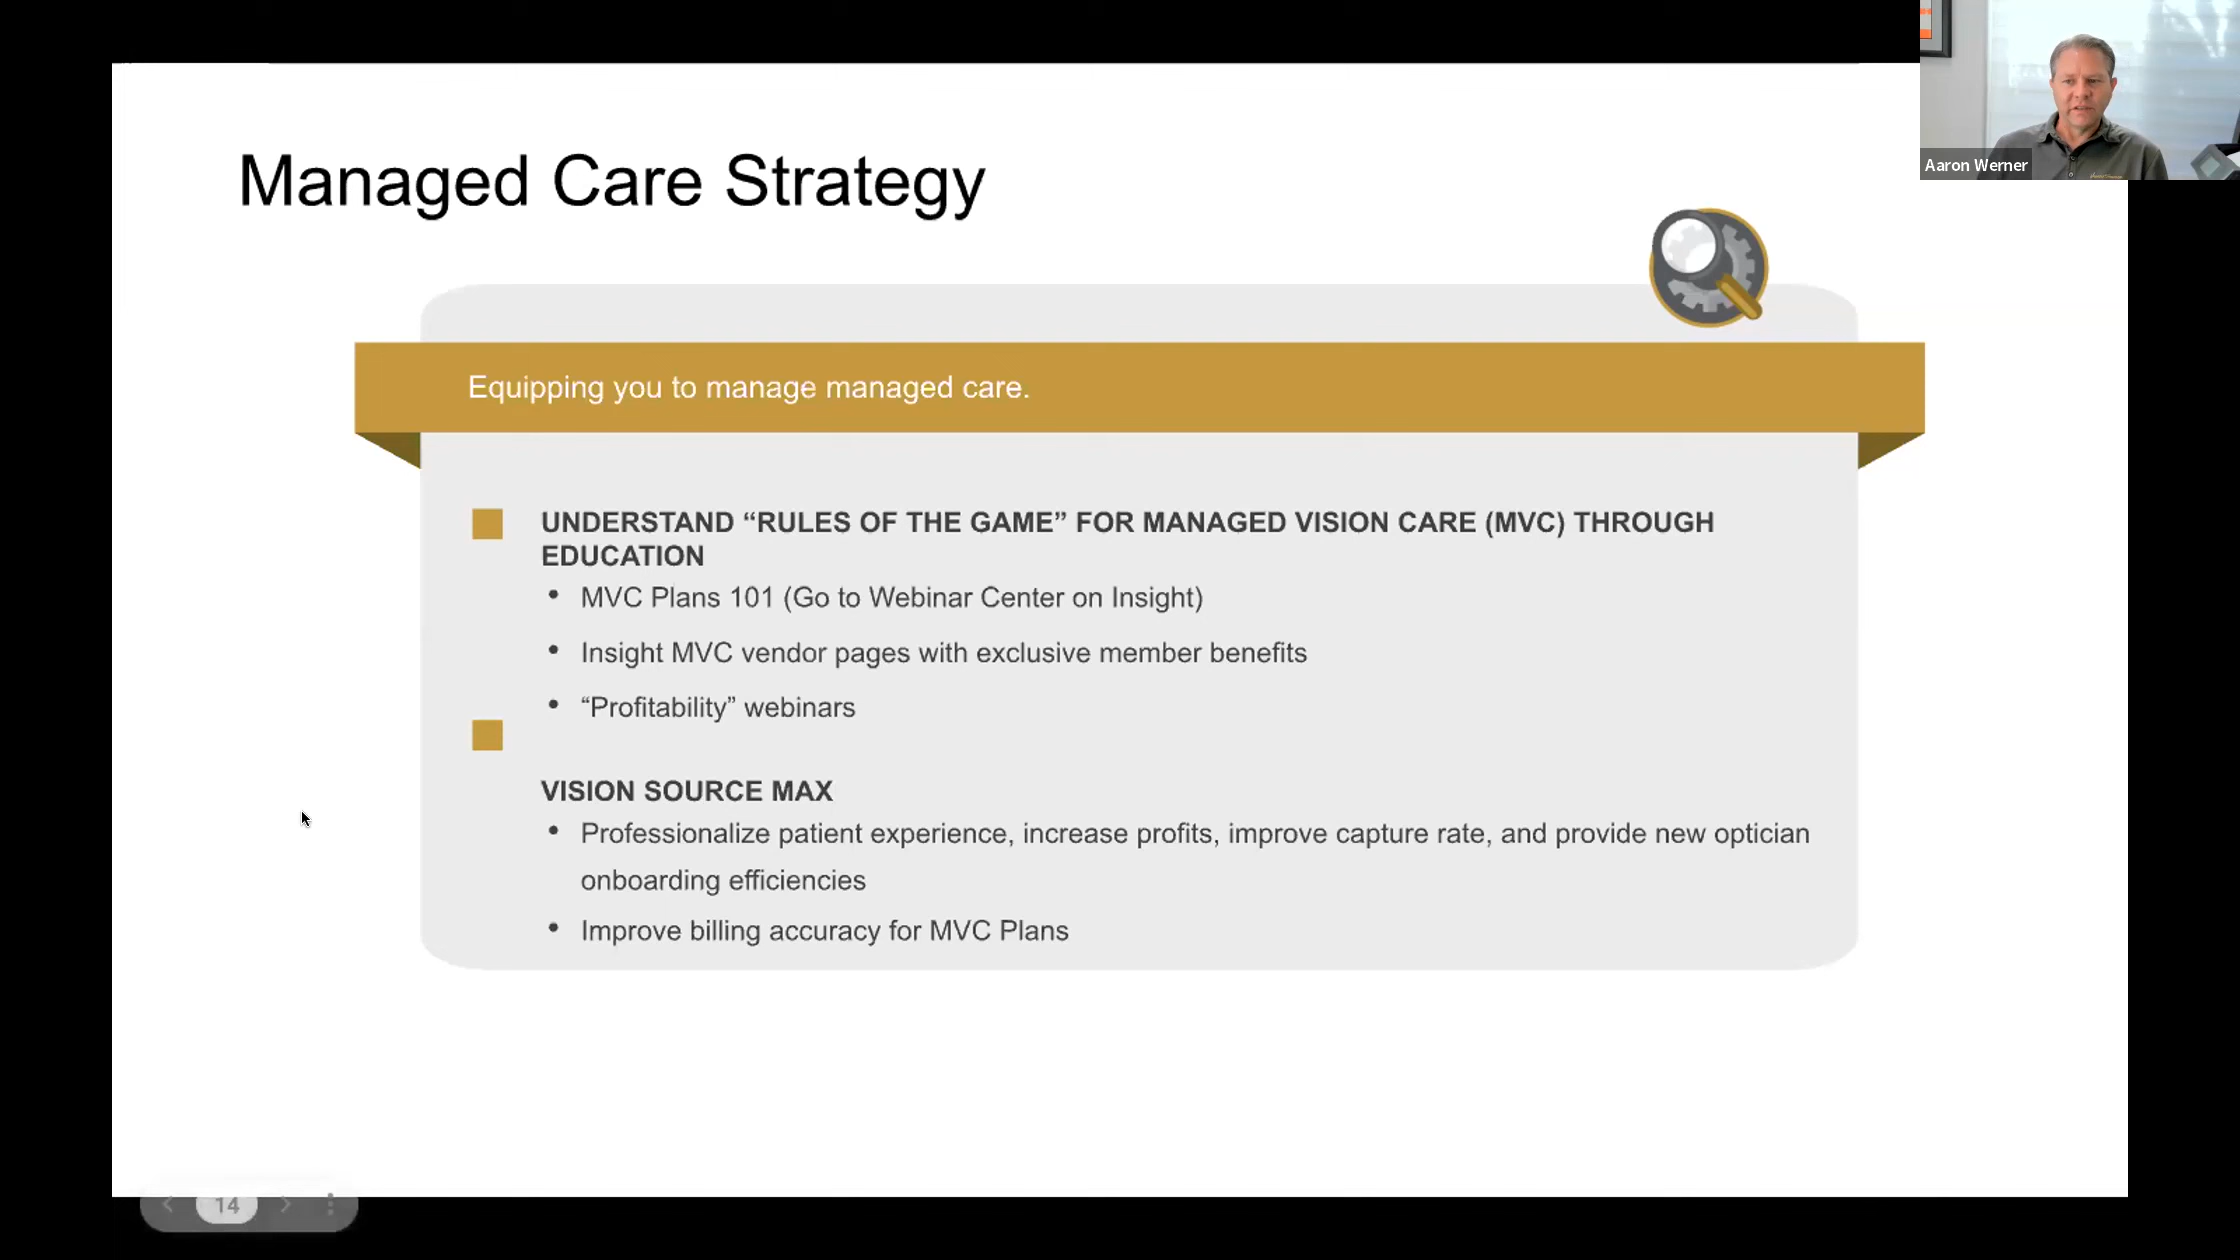 Managed Care Strategy
Aaron Werner
Equipping you to manage managed care.
UNDERSTAND “RULES OF THE GAME” FOR MANAGED VISION CARE (MVC) THROUGH
EDUCATION
• MVC Plans 101 (Go to Webinar Center on Insight)
• Insight MVC vendor pages with exclusive member benefits
• “Profitability” webinars
VISION SOURCE MAX
• Professionalize patient experience, increase profits, improve capture rate, and provide new optician
onboarding efficiencies
• Improve billing accuracy for MVC Plans
14